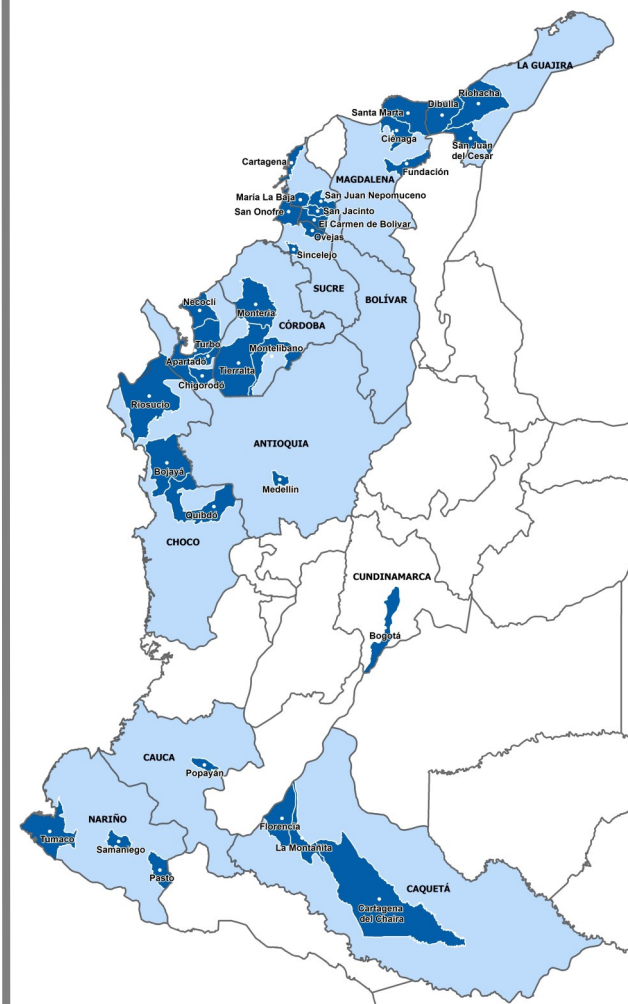 LA GUAJIRA
Riohacha
Dibulla
Santa Marta
Ciénaga
San Juan
del Cesar
Cartagena
Fundación
MAGDALENA
María La Baja
San Juan Nepomuceno
San Onofre
San Jacinto
El Carmen de Bolívar
Ovejas
Sincelejo
SUCRE
BOLÍVAR
Necoclí
Montería
CÓRDOBA
Turbo
Montelíbano
Apartadó
Tierralta
Chigorodó
Riosucio
ANTIOQUIA
Bojayá
Medellín
Quibdó
CHOCO
CUNDINAMARCA
Bogotá
CAUCA
Popayán
NARIÑO
Florencia
Tumaco
Samaniego
La Montañita
Pasto
CAQUETÁ
Cartagena
del Chaira